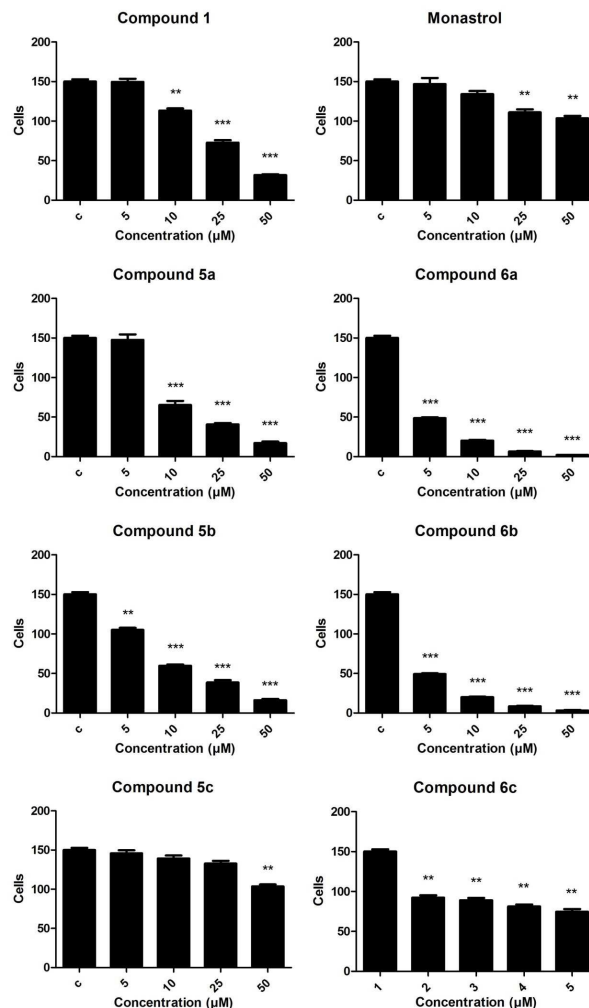 Compound 1
200
150
100
50
0
Cells
**
***
***
c 5 10 25 50
Concentration (µM)
Monastrol
200
150
100
50
0
Cells
**
**
c 5 10 25 50
Concentration (µM)
Compound 5a
200
150
100
50
0
Cells
***
***
***
c 5 10 25 50
Concentration (µM)
Compound 6a
200
150
100
50
0
Cells
***
***
***
***
c 5 10 25 50
Concentration (µM)
Compound 5b
200
150
100
50
0
Cells
**
***
***
***
c 5 10 25 50
Concentration (µM)
Compound 6b
200
150
100
50
0
Cells
***
***
***
***
c 5 10 25 50
Concentration (µM)
Compound 5c
200
150
100
50
0
Cells
**
c 5 10 25 50
Concentration (µM)
Compound 6c
200
150
100
50
0
Cells
**
**
**
**
1 2 3 4 5
Concentration (µM)